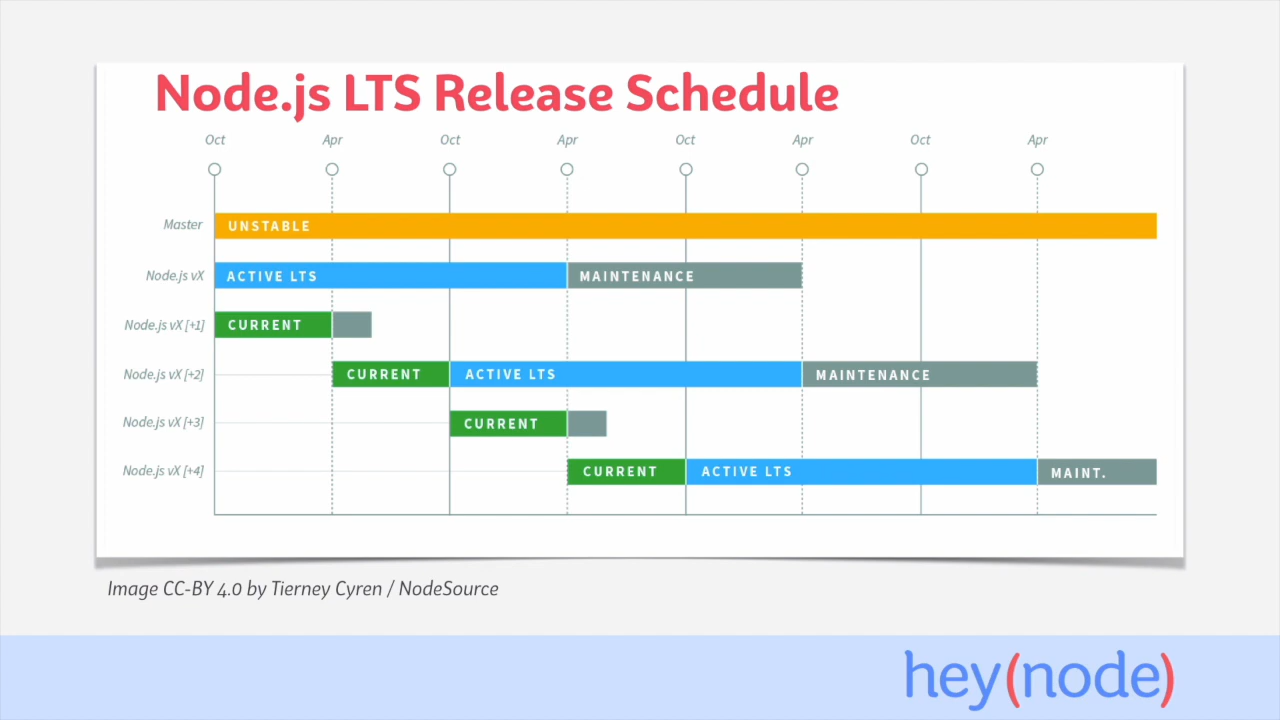 Node.js LTS Release Schedule
Oct Apr Oct Apr Oct Apr Oct Apr
Master UNSTABLE
Node.js vX ACTIVE LTS MAINTENANCE
Node.js vX [+1] CURRENT
Node.js vX [+2] CURRENT ACTIVE LTS MAINTENANCE
Node.js vX [+3] CURRENT
Node.js vX [+4] CURRENT ACTIVE LTS MAINT.
Image CC-BY 4.0 by Tierney Cyren / NodeSource
hey(node)